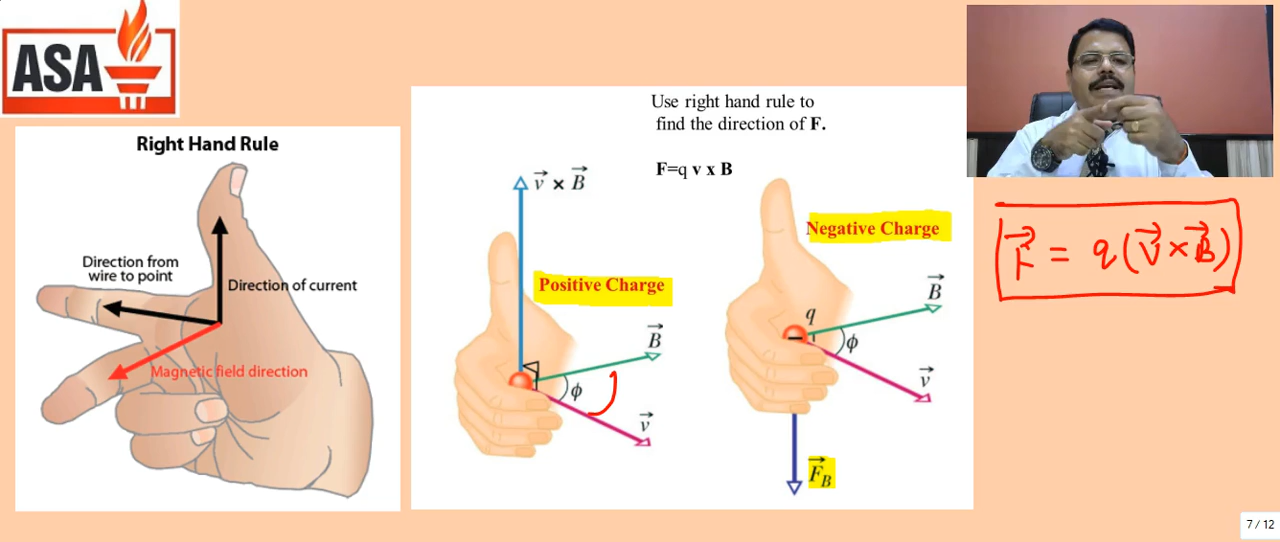 ASA
Right Hand Rule
Direction from
wire to point
Direction of current
Magnetic field direction
Use right hand rule to
find the direction of F.
F=q v x B
v⃗ × B⃗
Positive Charge
B⃗
ϕ
v⃗
Negative Charge
q
B⃗
ϕ
v⃗
F⃗_B
F⃗ = q(V⃗×B⃗)
7 / 12